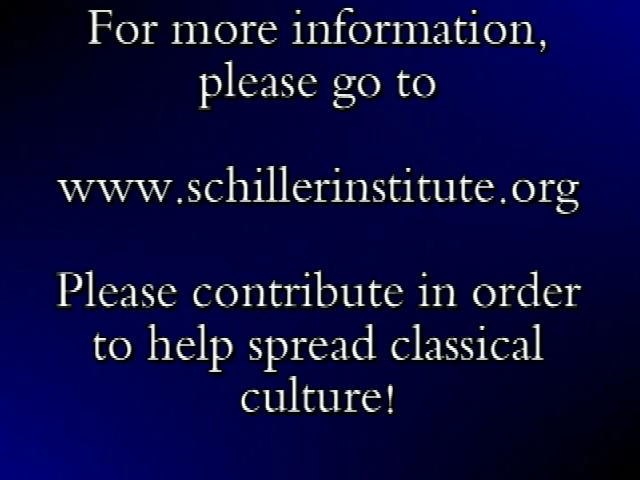 For more information,
please go to
www.schillerinstitute.org
Please contribute in order
to help spread classical
culture!